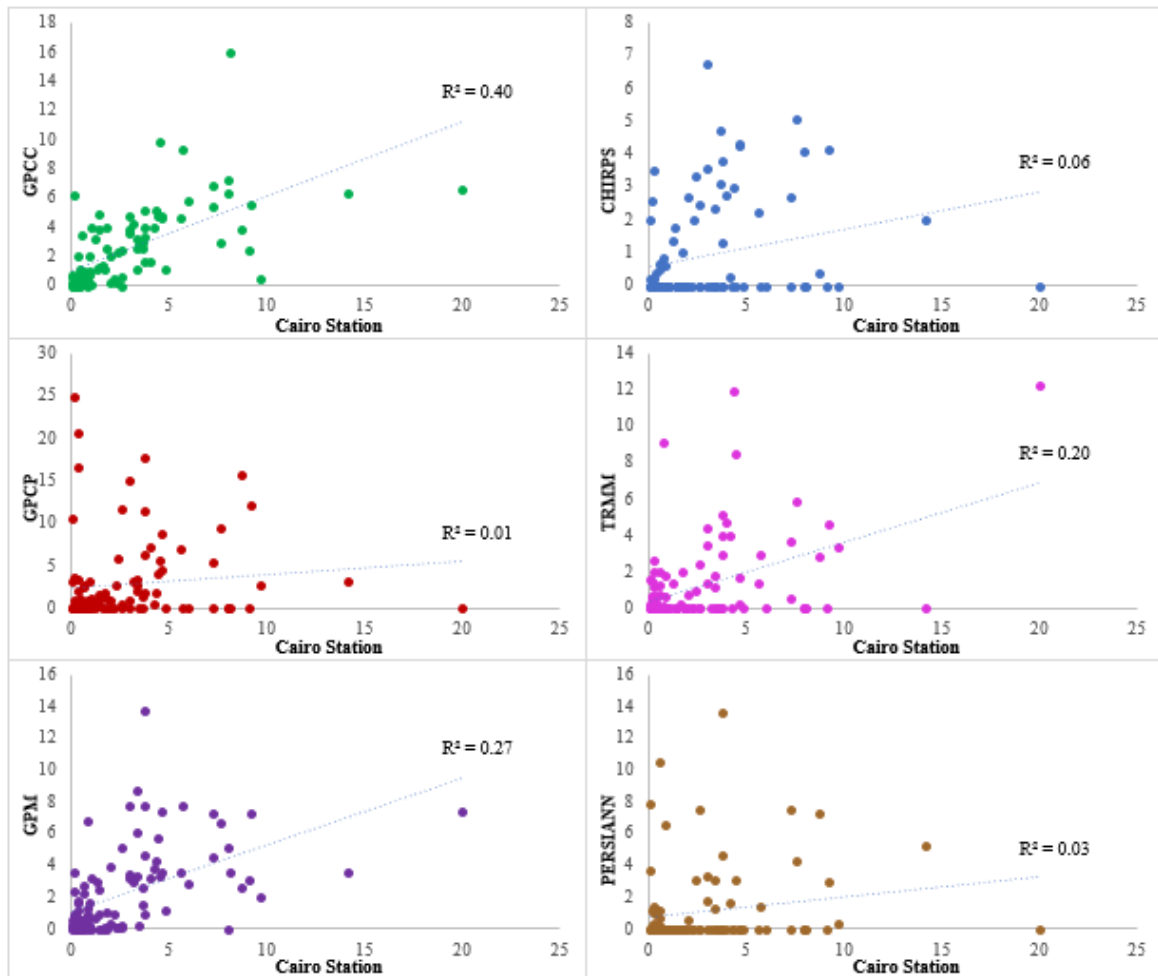 18
16
14
12
10
8
6
4
2
0
GPCC
R² = 0.40
0 5 10 15 20 25
Cairo Station
8
7
6
5
4
3
2
1
0
CHIRPS
R² = 0.06
0 5 10 15 20 25
Cairo Station
30
25
20
15
10
5
0
GPCP
R² = 0.01
0 5 10 15 20 25
Cairo Station
14
12
10
8
6
4
2
0
TRMM
R² = 0.20
0 5 10 15 20 25
Cairo Station
16
14
12
10
8
6
4
2
0
GPM
R² = 0.27
0 5 10 15 20 25
Cairo Station
16
14
12
10
8
6
4
2
0
PERSIANN
R² = 0.03
0 5 10 15 20 25
Cairo Station